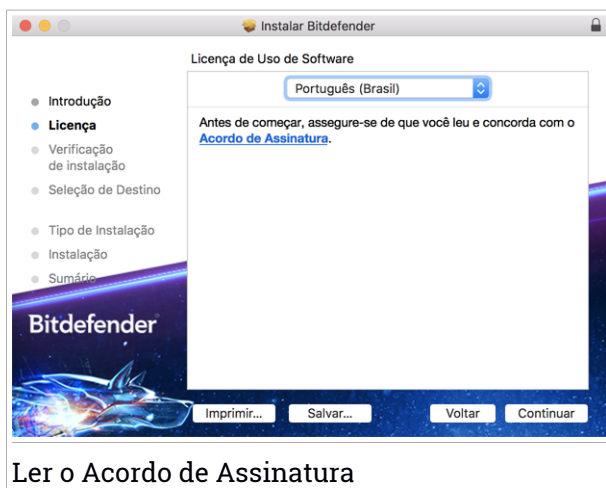 Instalar Bitdefender
Licença de Uso de Software
Português (Brasil)
Introdução
Licença
Verificação
de instalação
Seleção de Destino
Tipo de Instalação
Instalação
Sumário
Antes de começar, assegure-se de que você leu e concorda com o
Acordo de Assinatura.
Bitdefender
Imprimir... Salvar... Voltar Continuar
Ler o Acordo de Assinatura